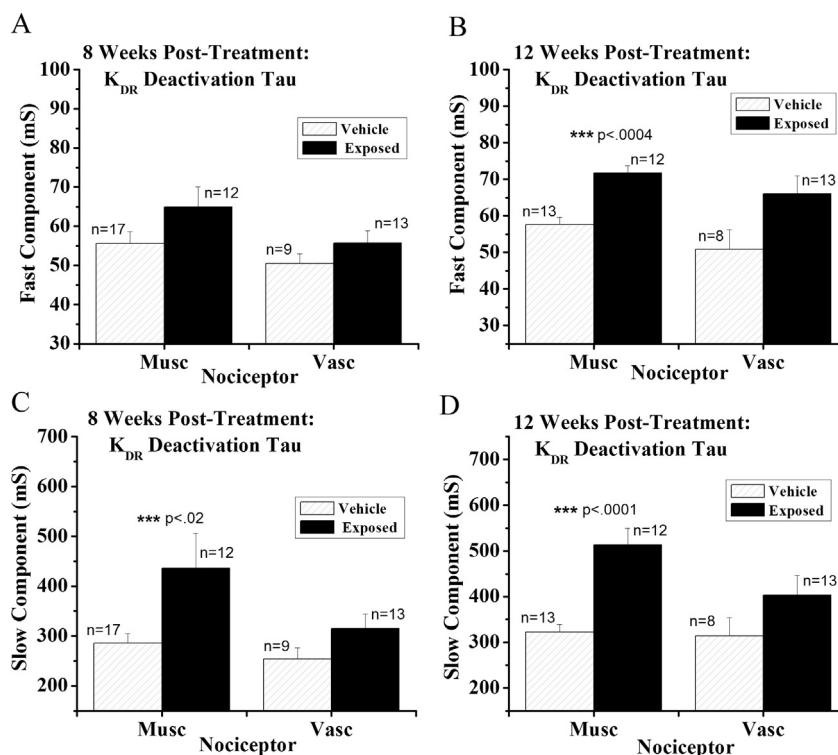 A
8 Weeks Post-Treatment:
K_DR Deactivation Tau
100
90
80
70
60
50
40
30
Fast Component (mS)
Vehicle
Exposed
n=17
n=12
n=9
n=13
Musc
Vasc
Nociceptor
B
12 Weeks Post-Treatment:
K_DR Deactivation Tau
100
90
80
70
60
50
40
30
Fast Component (mS)
Vehicle
Exposed
*** p<.0004
n=13
n=12
n=8
n=13
Musc
Vasc
Nociceptor
C
8 Weeks Post-Treatment:
K_DR Deactivation Tau
700
600
500
400
300
200
Slow Component (mS)
Vehicle
Exposed
*** p<.02
n=17
n=12
n=9
n=13
Musc
Vasc
Nociceptor
D
12 Weeks Post-Treatment:
K_DR Deactivation Tau
700
600
500
400
300
200
Slow Component (mS)
Vehicle
Exposed
*** p<.0001
n=13
n=12
n=8
n=13
Musc
Vasc
Nociceptor